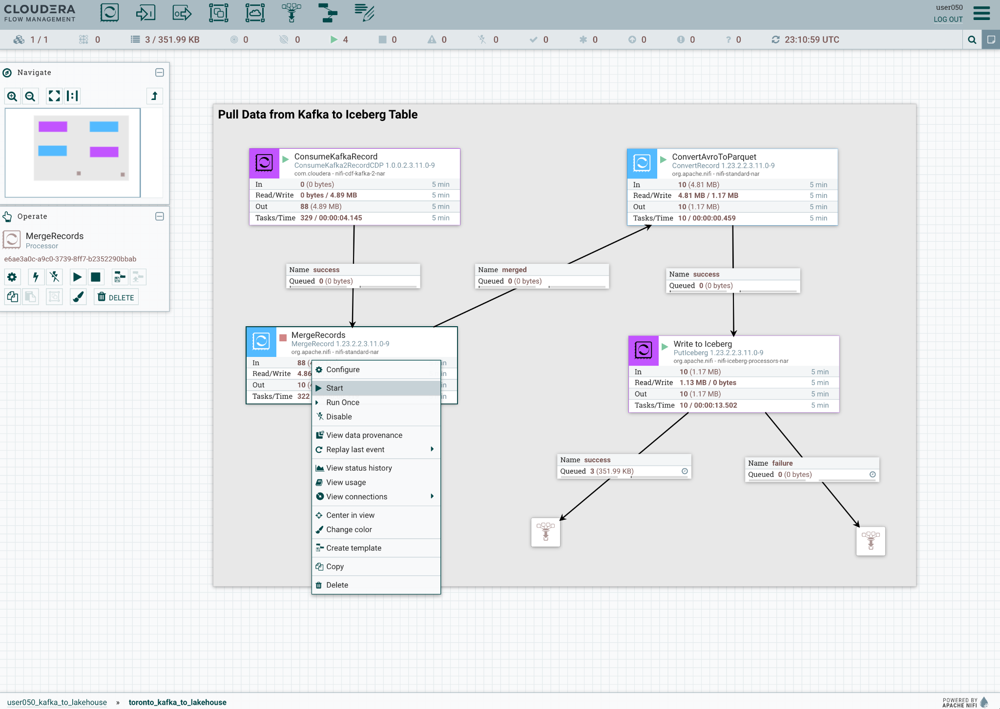 CLOUDERA
FLOW MANAGEMENT
user050
LOG OUT
1 / 1
0
3 / 351.99 KB
0
0
4
0
0
0
0
0
0
0
? 0
23:10:59 UTC
Navigate
Operate
MergeRecords
Processor
e6ae3a0c-a9c0-3739-8ff7-b2352290bbab
DELETE
Pull Data from Kafka to Iceberg Table
ConsumeKafkaRecord
ConsumeKafka2RecordCDP 1.0.0.2.3.11.0-9
com.cloudera - nifi-cdf-kafka-2-nar
In 0 (0 bytes) 5 min
Read/Write 0 bytes / 4.89 MB 5 min
Out 88 (4.89 MB) 5 min
Tasks/Time 329 / 00:00:04.145 5 min
ConvertAvroToParquet
ConvertRecord 1.23.2.2.3.11.0-9
org.apache.nifi - nifi-standard-nar
In 10 (4.81 MB) 5 min
Read/Write 4.81 MB / 1.17 MB 5 min
Out 10 (1.17 MB) 5 min
Tasks/Time 10 / 00:00:00.459 5 min
Name success
Queued 0 (0 bytes)
Name merged
Queued 0 (0 bytes)
Name success
Queued 0 (0 bytes)
MergeRecords
MergeRecord 1.23.2.2.3.11.0-9
org.apache.nifi - nifi-standard-nar
In 88 (4 in
Read/Write 4.86 in
Out 10 (4 in
Tasks/Time 322 in
Configure
Start
Run Once
Disable
View data provenance
Replay last event
View status history
View usage
View connections
Center in view
Change color
Create template
Copy
Delete
Write to Iceberg
PutIceberg 1.23.2.2.3.11.0-9
org.apache.nifi - nifi-iceberg-processors-nar
In 10 (1.17 MB) 5 min
Read/Write 1.13 MB / 0 bytes 5 min
Out 10 (1.17 MB) 5 min
Tasks/Time 10 / 00:00:13.502 5 min
Name success
Queued 3 (351.99 KB)
Name failure
Queued 0 (0 bytes)
user050_kafka_to_lakehouse » toronto_kafka_to_lakehouse
POWERED BY
APACHE NIFI